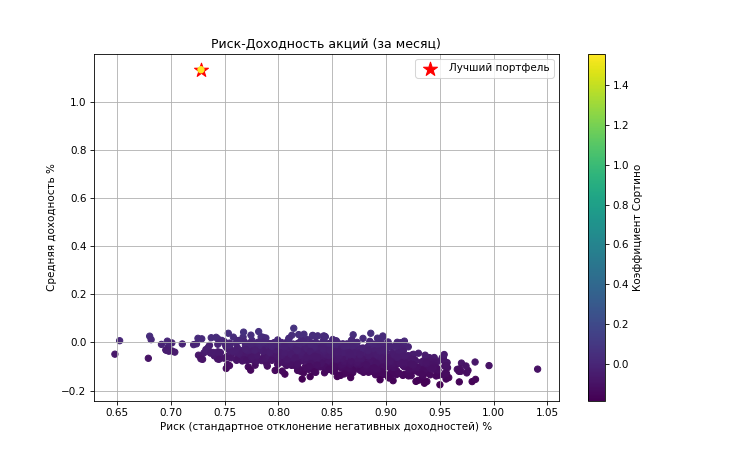 Риск-Доходность акций (за месяц)
Лучший портфель
Средняя доходность %
1.0
0.8
0.6
0.4
0.2
0.0
−0.2
0.65 0.70 0.75 0.80 0.85 0.90 0.95 1.00 1.05
Риск (стандартное отклонение негативных доходностей) %
1.4
1.2
1.0
0.8
0.6
0.4
0.2
0.0
Коэффициент Сортино